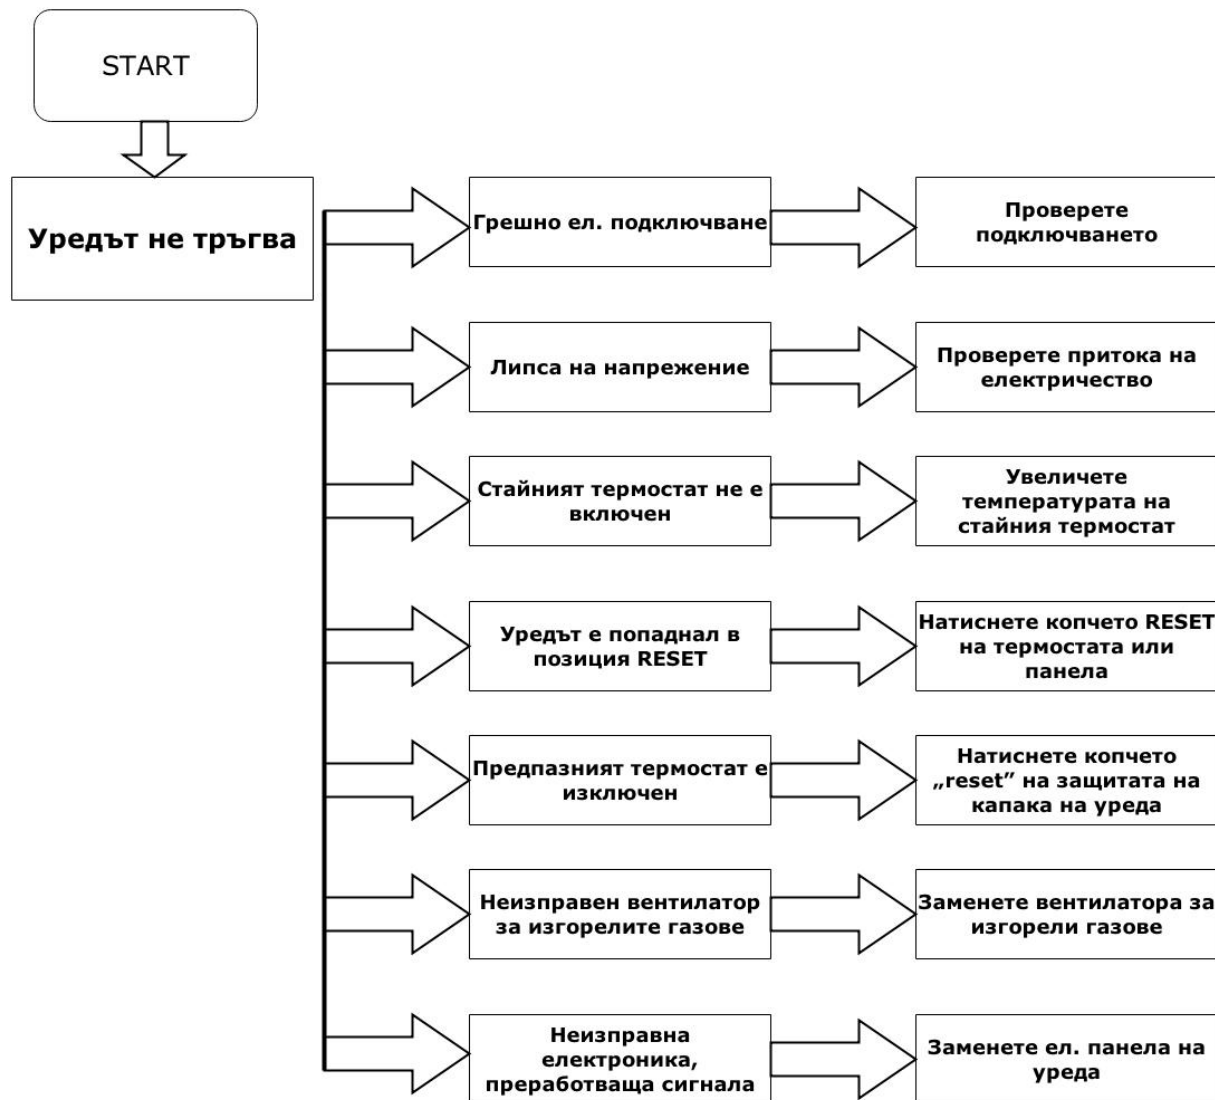 START
Уредът не тръгва
Грешно ел. подключване
Проверете
подключването
Липса на напрежение
Проверете притока на
електричество
Стайният термостат не е
включен
Увеличете
температурата на
стайния термостат
Уредът е попаднал в
позиция RESET
Натиснете копчето RESET
на термостата или
панела
Предпазният термостат е
изключен
Натиснете копчето
„reset” на защитата на
капака на уреда
Неизправен вентилатор
за изгорелите газове
Заменете вентилатора за
изгорели газове
Неизправна
електроника,
преработваща сигнала
Заменете ел. панела на
уреда